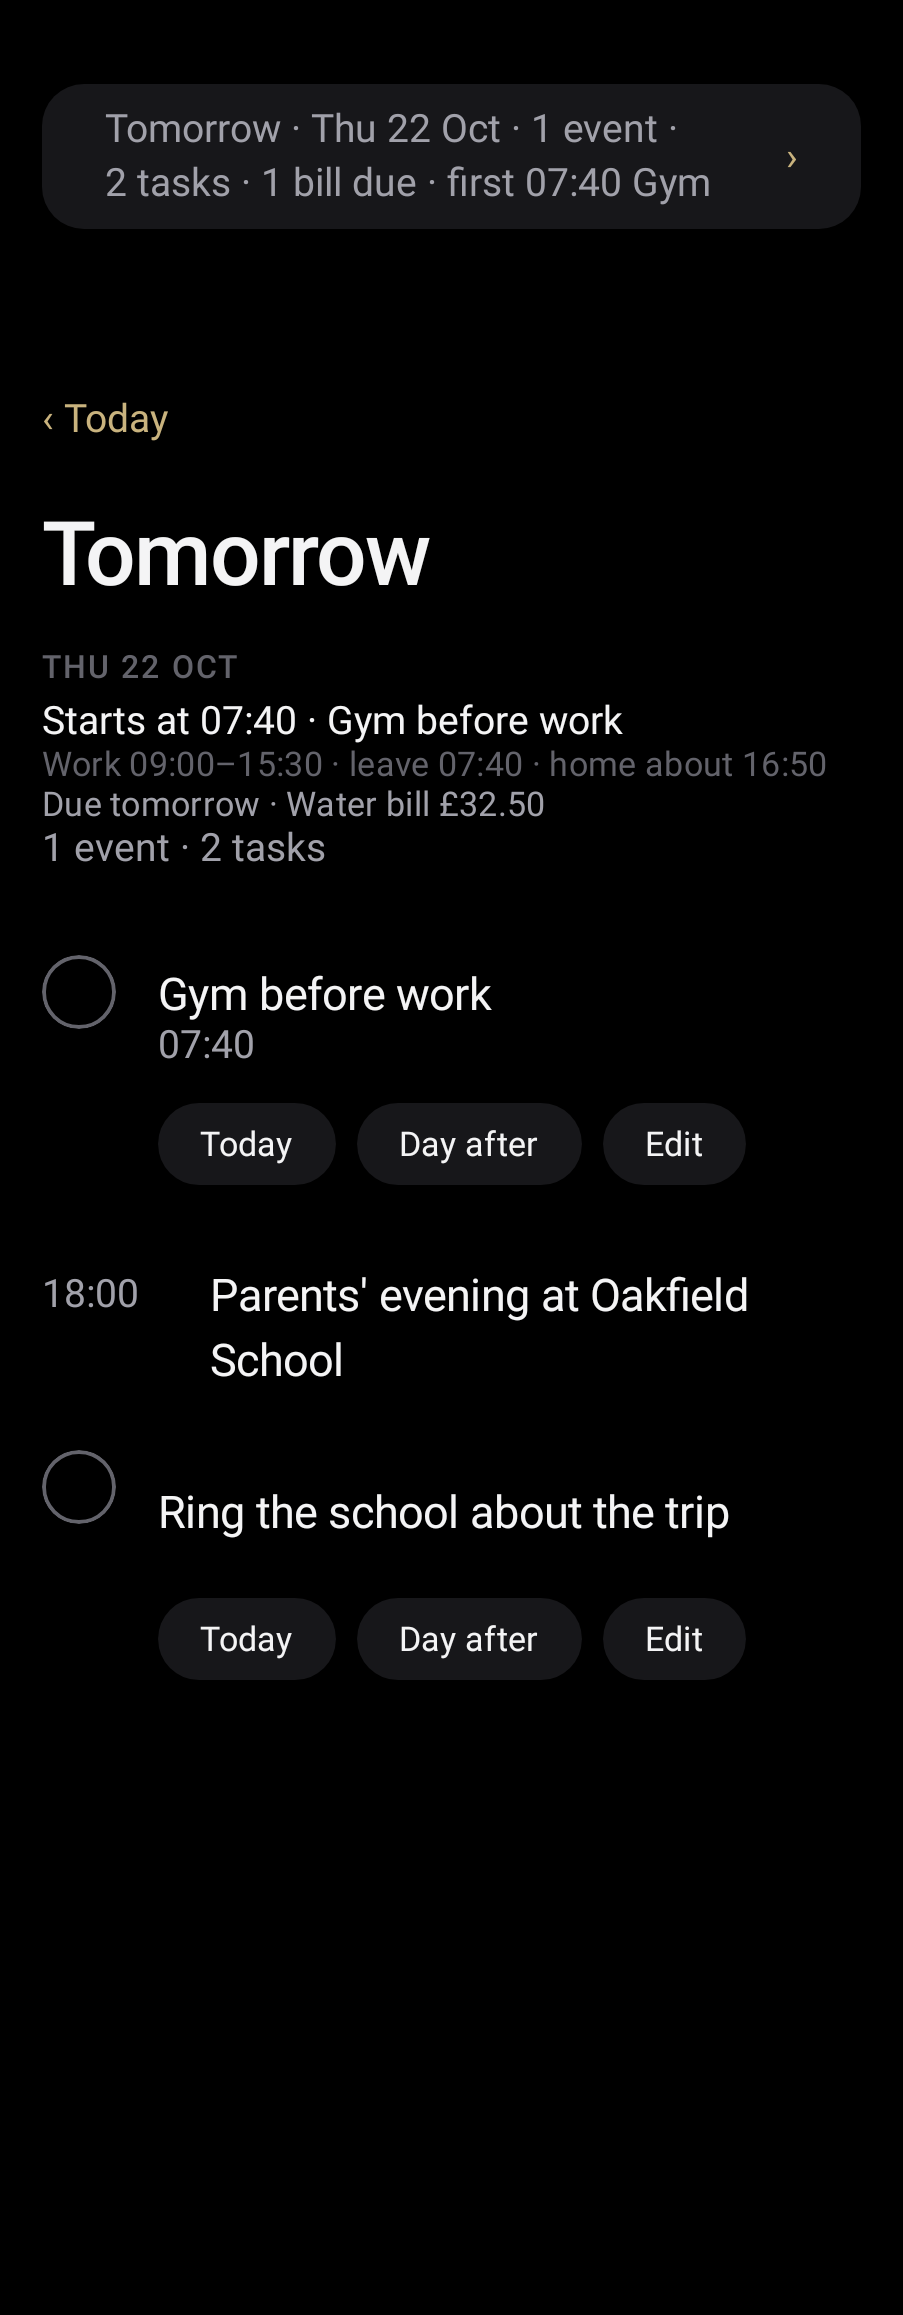 Tomorrow · Thu 22 Oct · 1 event ·
2 tasks · 1 bill due · first 07:40 Gym
›
‹ Today
Tomorrow
THU 22 OCT
Starts at 07:40 · Gym before work
Work 09:00–15:30 · leave 07:40 · home about 16:50
Due tomorrow · Water bill £32.50
1 event · 2 tasks
Gym before work
07:40
Today Day after Edit
18:00 Parents' evening at Oakfield
School
Ring the school about the trip
Today Day after Edit